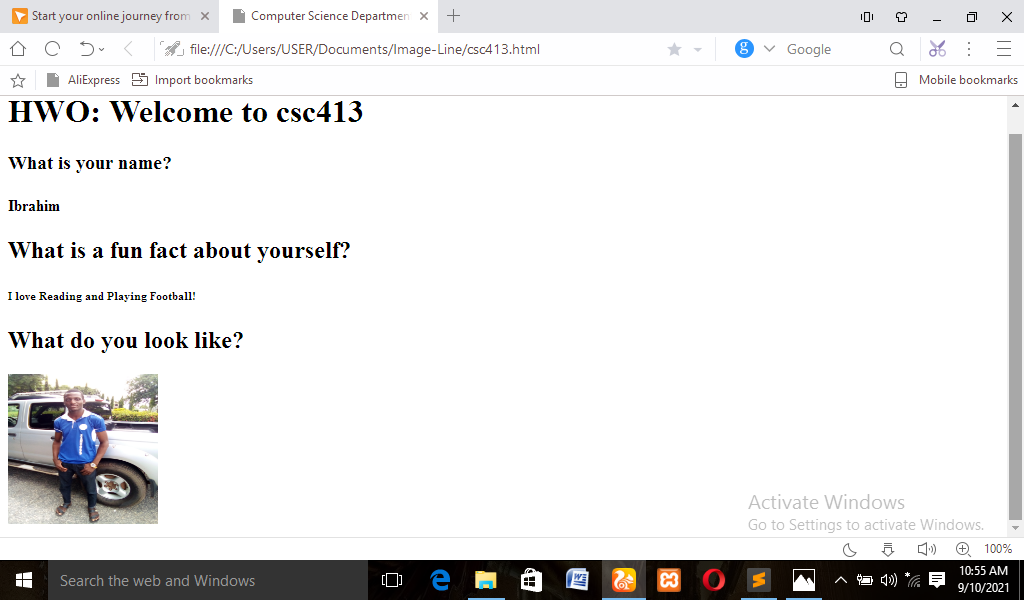 Start your online journey from
Computer Science Departmen
file:///C:/Users/USER/Documents/Image-Line/csc413.html
Google
AliExpress
Import bookmarks
Mobile bookmarks
HWO: Welcome to csc413
What is your name?
Ibrahim
What is a fun fact about yourself?
I love Reading and Playing Football!
What do you look like?
Activate Windows
Go to Settings to activate Windows.
100%
Search the web and Windows
10:55 AM
9/10/2021